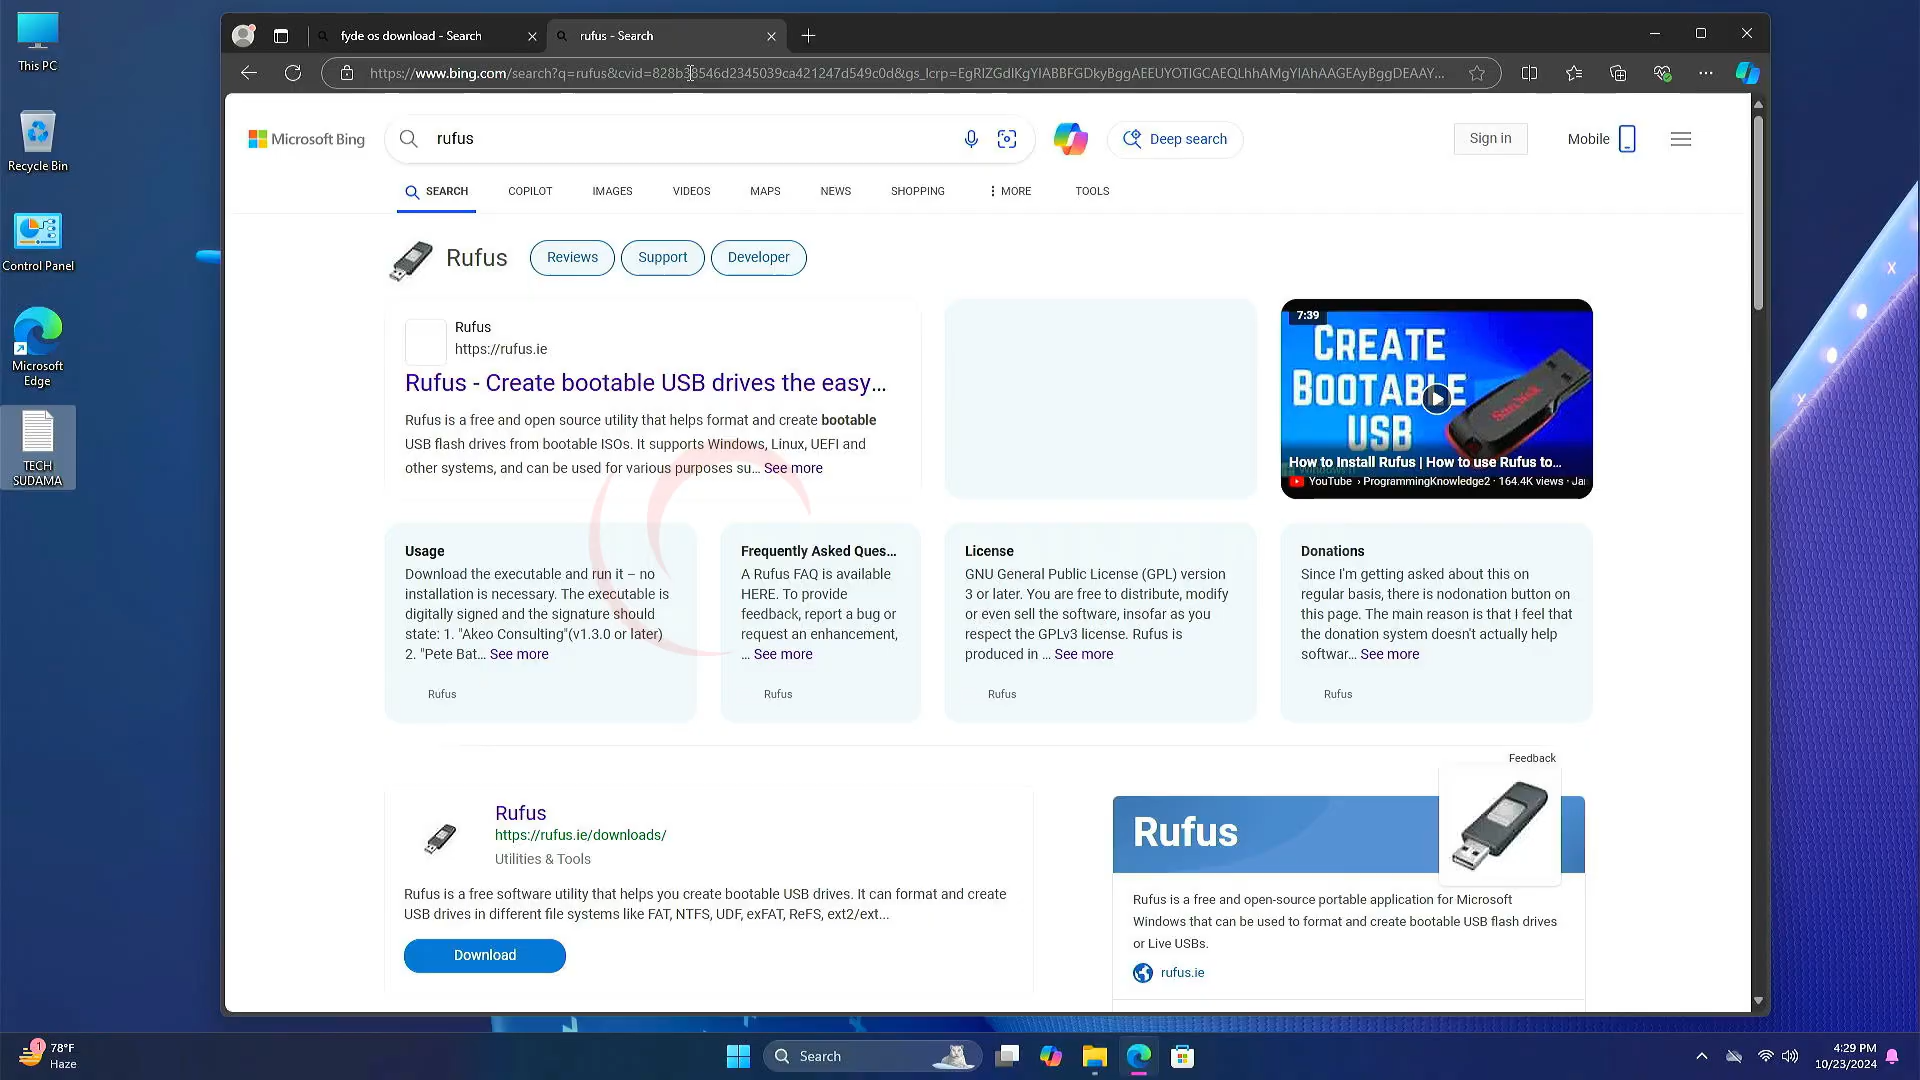 This PC
Recycle Bin
Control Panel
Microsoft
Edge
TECH
SUDAMA
fyde os download - Search
rufus - Search
https://www.bing.com/search?q=rufus&cvid=828b38546d2345039ca421247d549c0d&gs_lcrp=EgRlZGdlKgYIABBFGDkyBggAEEUYOTIGCAEQLhhAMgYIAhAAGEAyBggDEAAY...
Microsoft Bing
rufus
Deep search
Sign in
Mobile
SEARCH
COPILOT
IMAGES
VIDEOS
MAPS
NEWS
SHOPPING
MORE
TOOLS
Rufus
Reviews
Support
Developer
Rufus
https://rufus.ie
Rufus - Create bootable USB drives the easy...
Rufus is a free and open source utility that helps format and create bootable
USB flash drives from bootable ISOs. It supports Windows, Linux, UEFI and
other systems, and can be used for various purposes su... See more
7:39
CREATE
BOOTABLE
USB
SanDisk
How to Install Rufus | How to use Rufus to...
YouTube › ProgrammingKnowledge2 · 164.4K views · Jan
Usage
Download the executable and run it – no
installation is necessary. The executable is
digitally signed and the signature should
state: 1. "Akeo Consulting"(v1.3.0 or later)
2. "Pete Bat... See more
Rufus
Frequently Asked Ques...
A Rufus FAQ is available
HERE. To provide
feedback, report a bug or
request an enhancement,
... See more
Rufus
License
GNU General Public License (GPL) version
3 or later. You are free to distribute, modify
or even sell the software, insofar as you
respect the GPLv3 license. Rufus is
produced in ... See more
Rufus
Donations
Since I'm getting asked about this on
regular basis, there is nodonation button on
this page. The main reason is that I feel that
the donation system doesn't actually help
softwar... See more
Rufus
Feedback
Rufus
https://rufus.ie/downloads/
Utilities & Tools
Rufus is a free software utility that helps you create bootable USB drives. It can format and create
USB drives in different file systems like FAT, NTFS, UDF, exFAT, ReFS, ext2/ext...
Download
Rufus
Rufus is a free and open-source portable application for Microsoft
Windows that can be used to format and create bootable USB flash drives
or Live USBs.
rufus.ie
1
78°F
Haze
Search
4:29 PM
10/23/2024